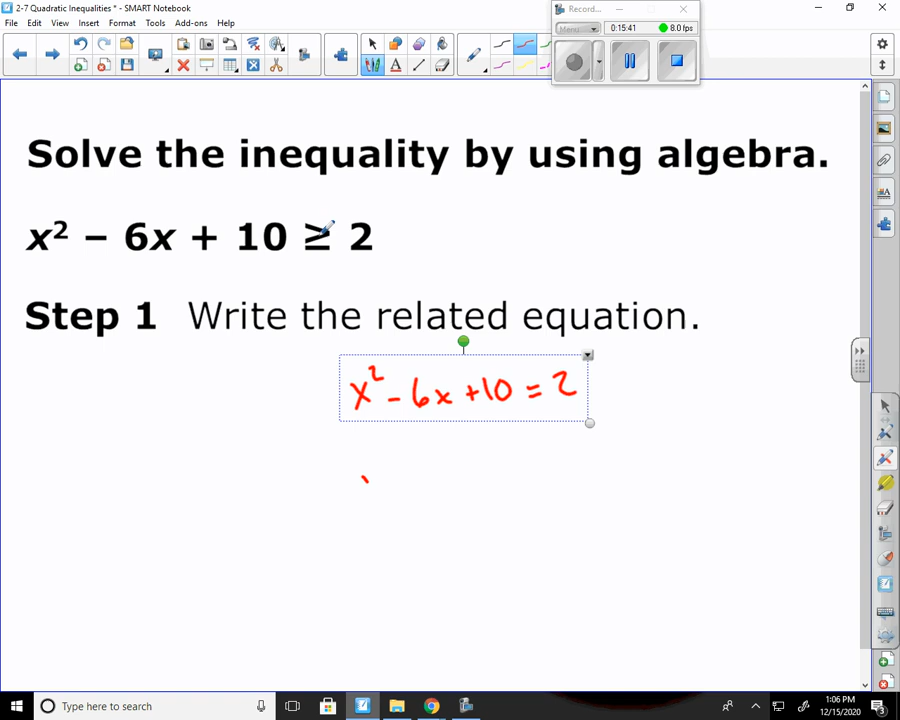 2-7 Quadratic Inequalities * - SMART Notebook
File Edit View Insert Format Tools Add-ons Help
Record...
Menu
0:15:41 8.0 fps
Solve the inequality by using algebra.
x² – 6x + 10 ≥ 2
Step 1 Write the related equation.
x² - 6x + 10 = 2
Type here to search
1:06 PM
12/15/2020
3